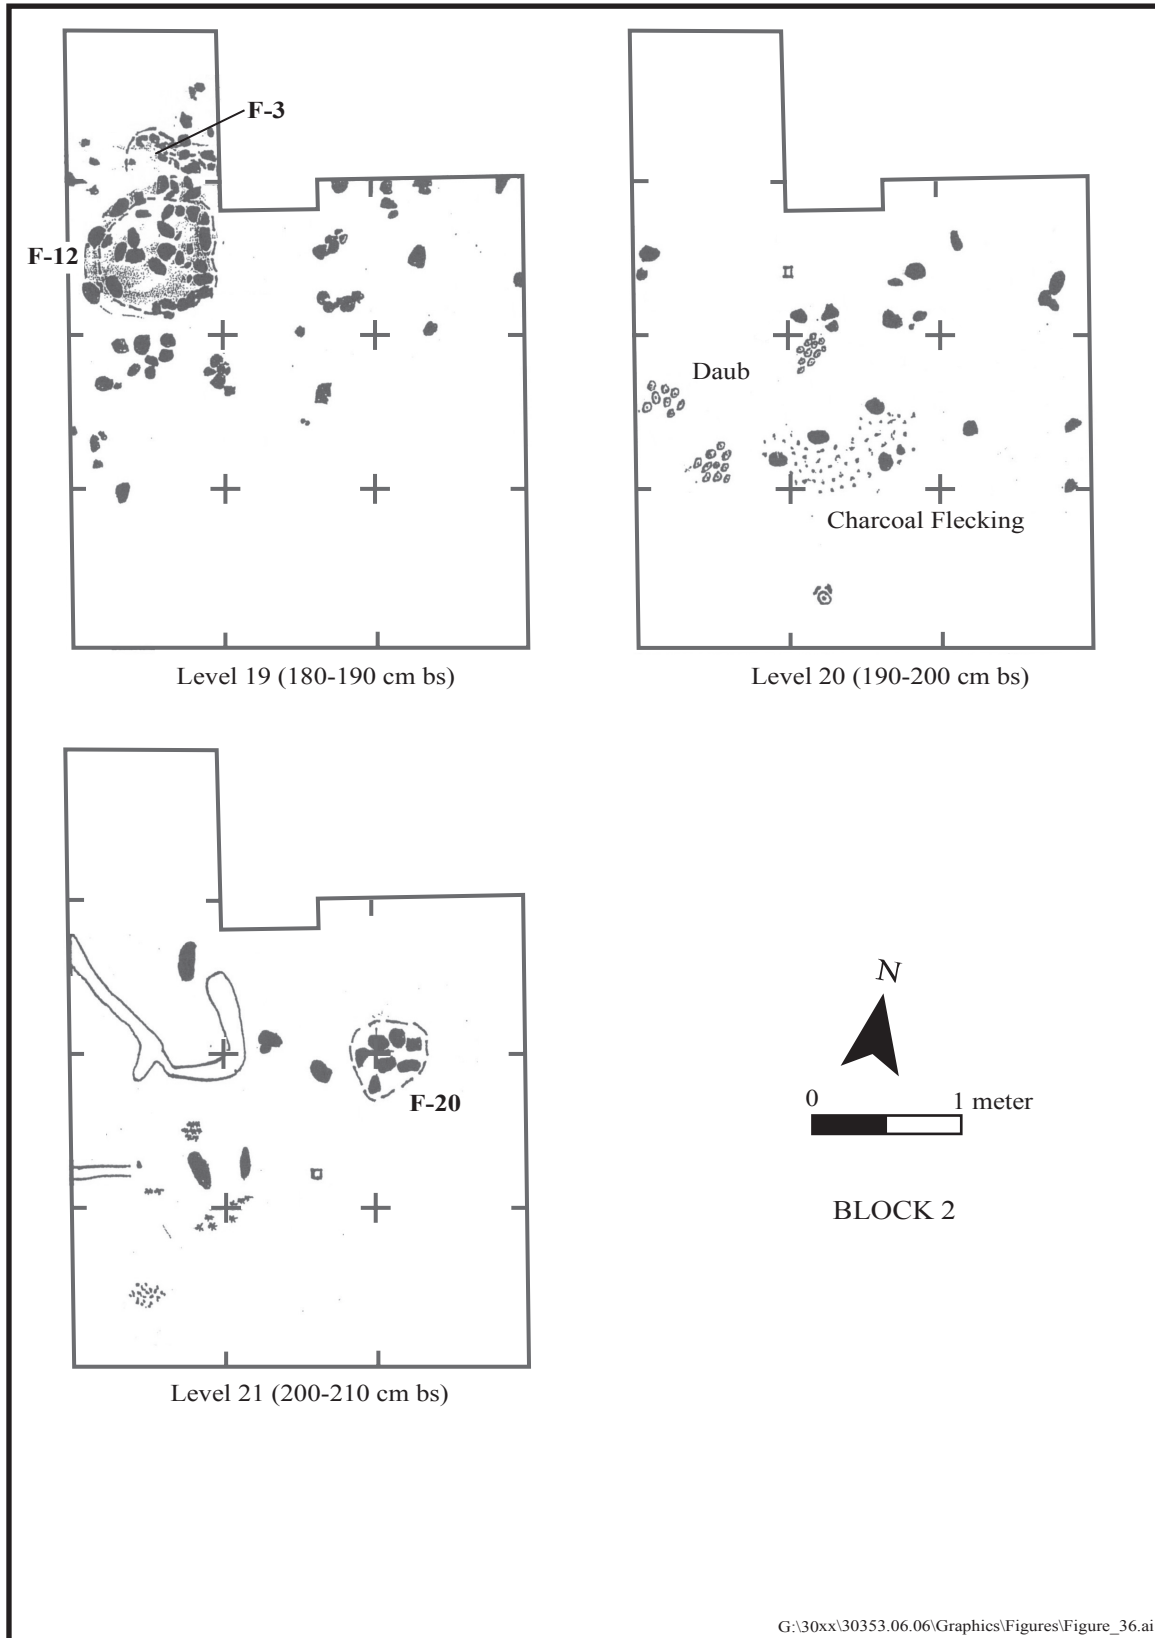 F-3
F-12
Level 19 (180-190 cm bs)
Daub
Charcoal Flecking
Level 20 (190-200 cm bs)
F-20
Level 21 (200-210 cm bs)
N
0 1 meter
BLOCK 2
G:\30xx\30353.06.06\Graphics\Figures\Figure_36.ai